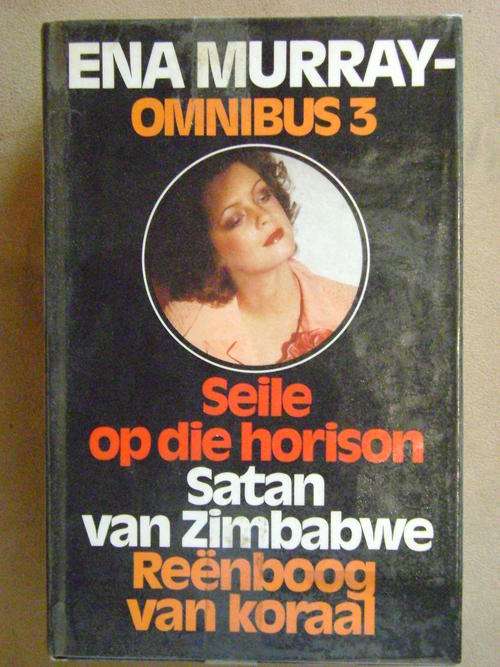 ENA MURRAY-
OMNIBUS 3
Seile
op die horison
Satan
van Zimbabwe
Reënboog
van koraal